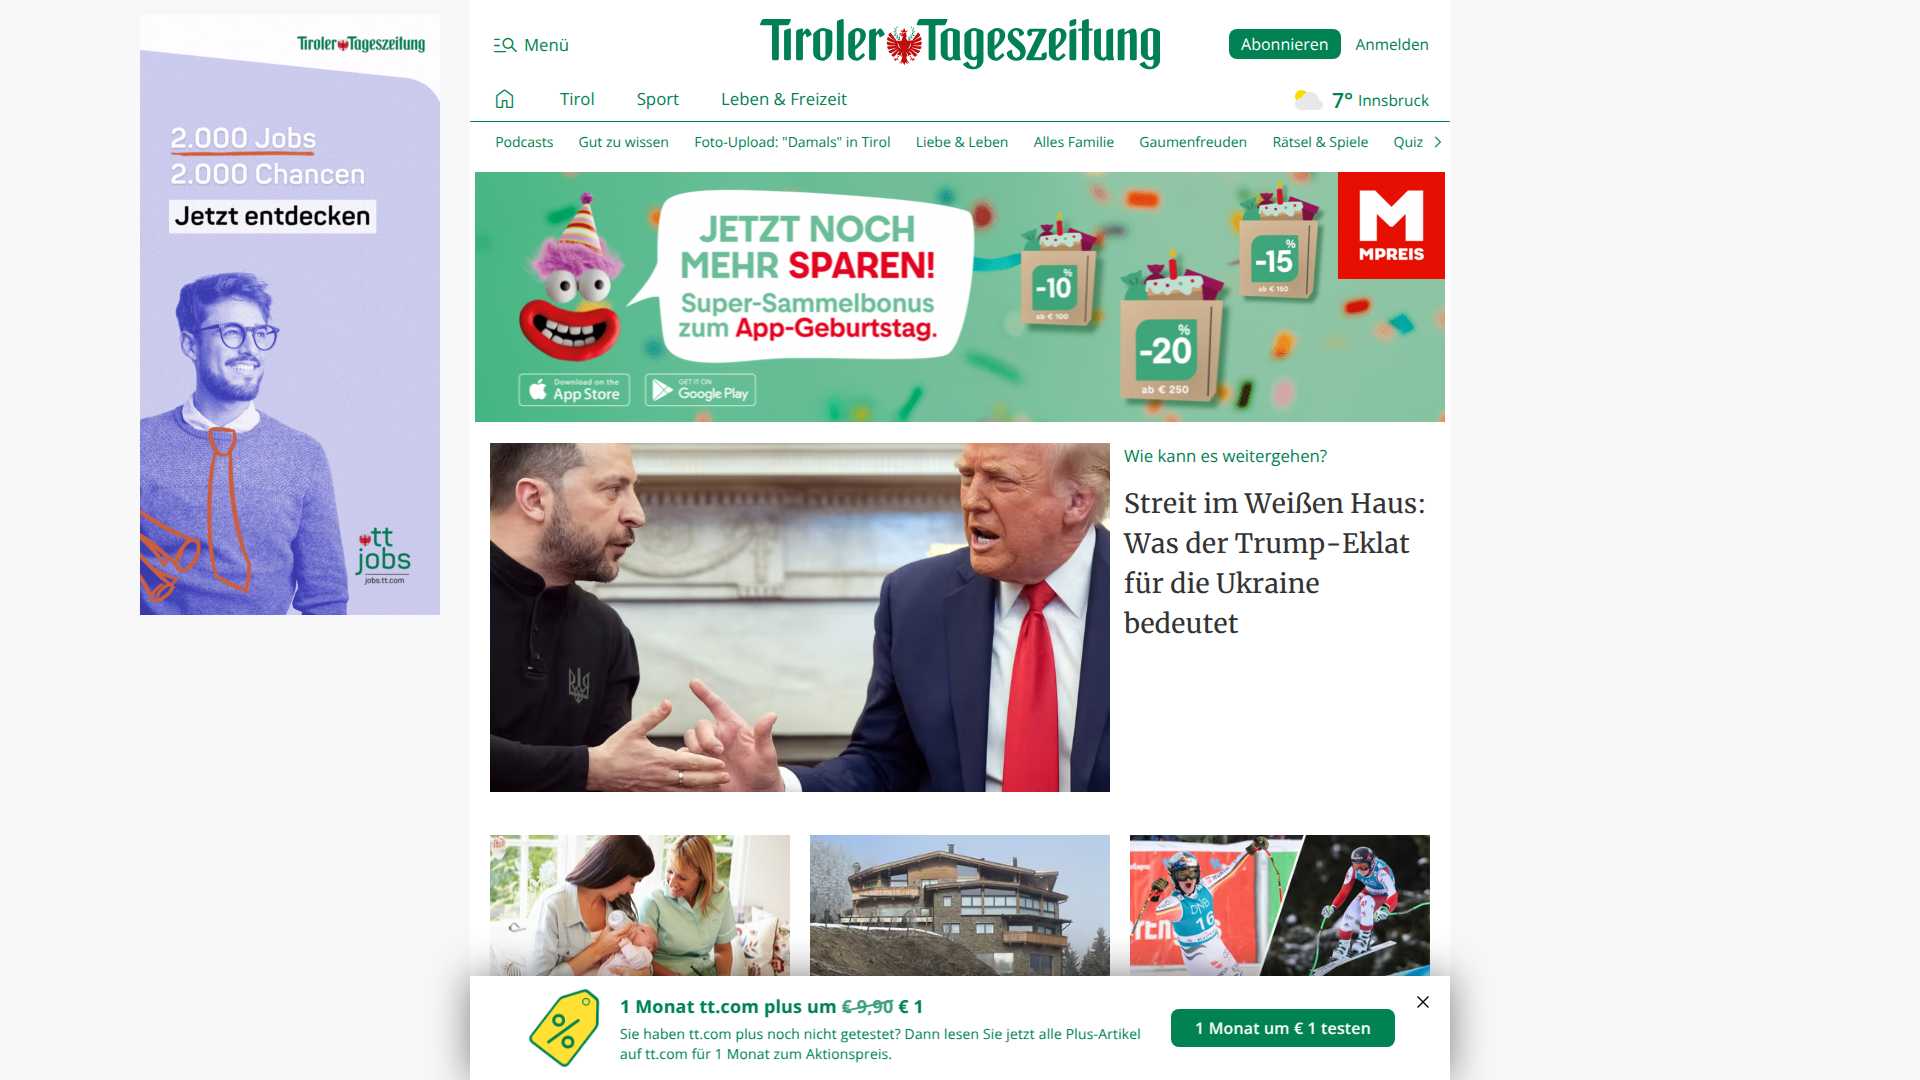 Tiroler Tageszeitung
2.000 Jobs
2.000 Chancen
Jetzt entdecken
tt
jobs
jobs.tt.com
Menü
Tiroler Tageszeitung
Abonnieren
Anmelden
Tirol
Sport
Leben & Freizeit
7° Innsbruck
Podcasts
Gut zu wissen
Foto-Upload: "Damals" in Tirol
Liebe & Leben
Alles Familie
Gaumenfreuden
Rätsel & Spiele
Quiz
JETZT NOCH
MEHR SPAREN!
Super-Sammelbonus
zum App-Geburtstag.
Download on the
App Store
GET IT ON
Google Play
-10%
ab € 100
-20%
ab € 250
-15%
ab € 150
M
MPREIS
Wie kann es weitergehen?
Streit im Weißen Haus:
Was der Trump-Eklat
für die Ukraine
bedeutet
16
1 Monat tt.com plus um € 9,90 € 1
Sie haben tt.com plus noch nicht getestet? Dann lesen Sie jetzt alle Plus-Artikel
auf tt.com für 1 Monat zum Aktionspreis.
1 Monat um € 1 testen